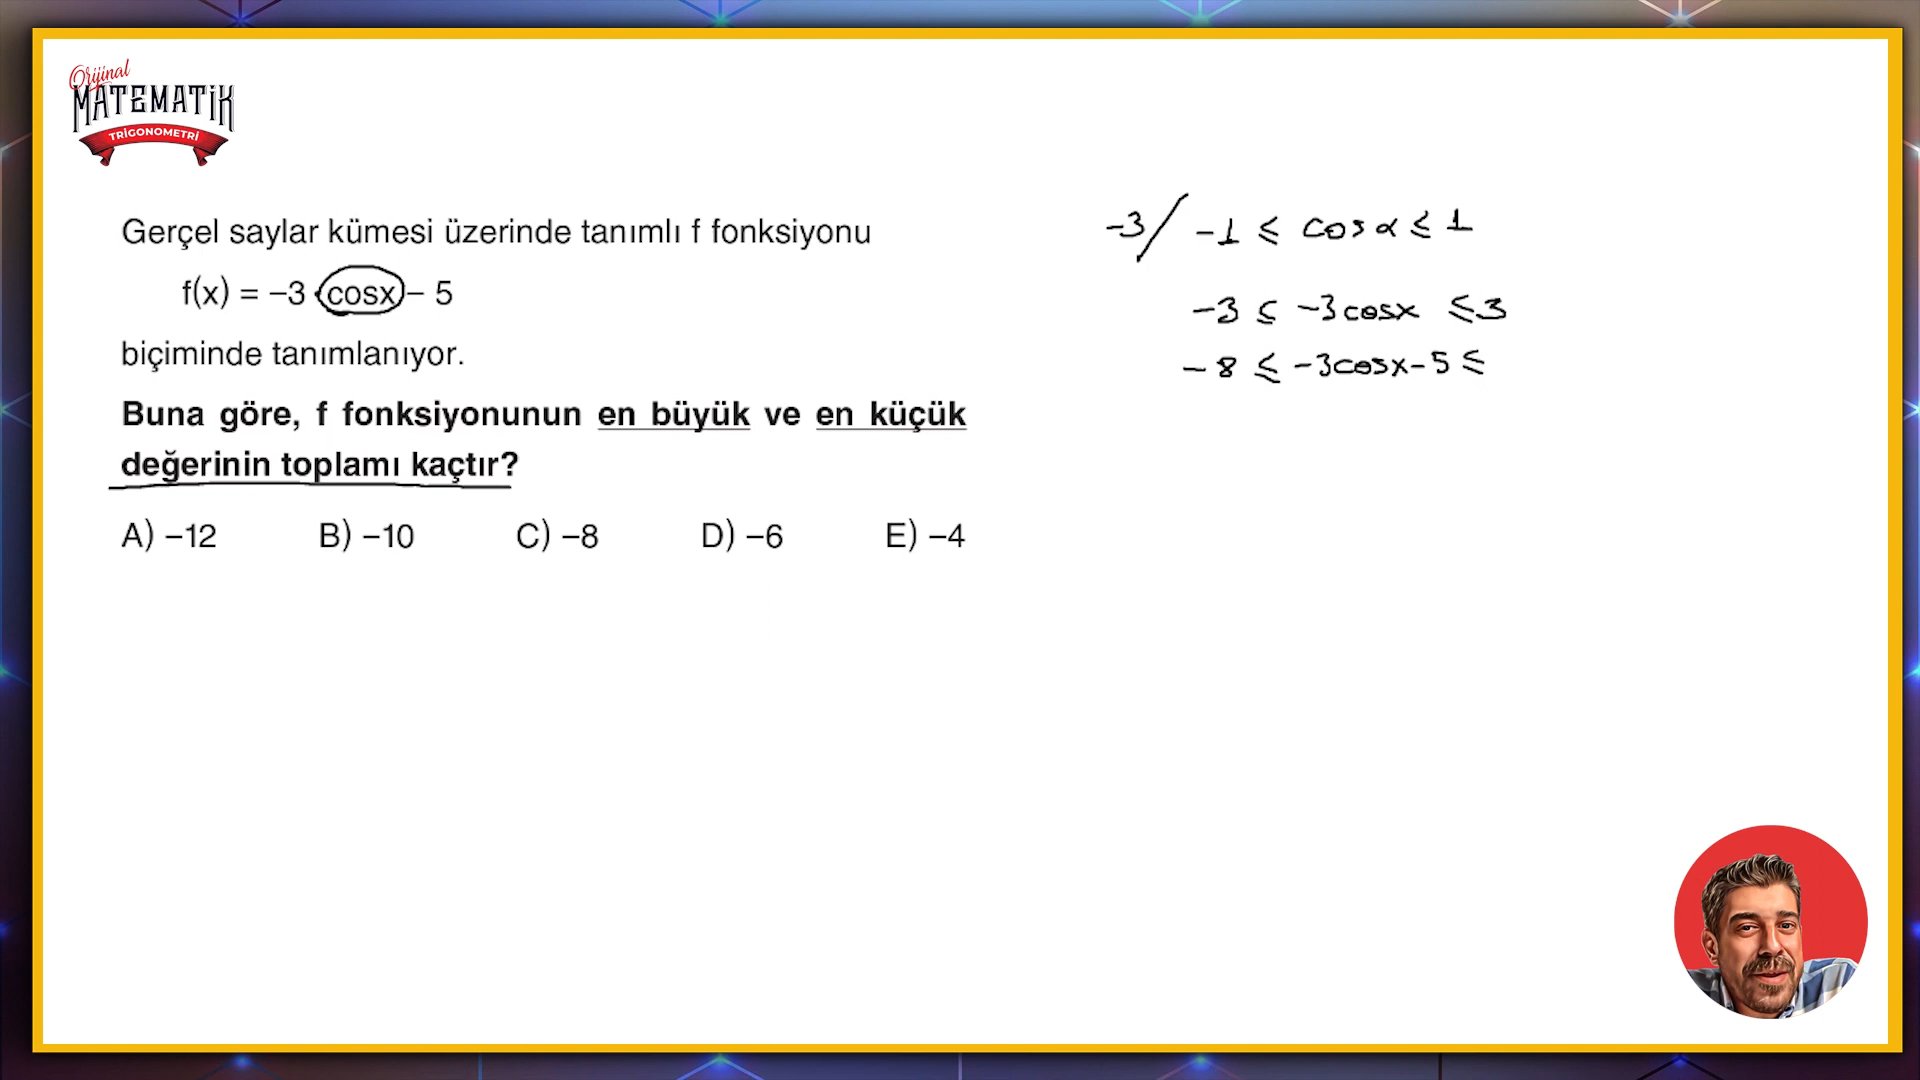 Orijinal
MATEMATİK
TRİGONOMETRİ
Gerçel saylar kümesi üzerinde tanımlı f fonksiyonu
f(x) = –3·cosx – 5
biçiminde tanımlanıyor.
Buna göre, f fonksiyonunun en büyük ve en küçük
değerinin toplamı kaçtır?
A) –12 B) –10 C) –8 D) –6 E) –4
-3/ -1 ≤ cosα ≤ 1
-3 ≤ -3cosx ≤ 3
-8 ≤ -3cosx-5 ≤